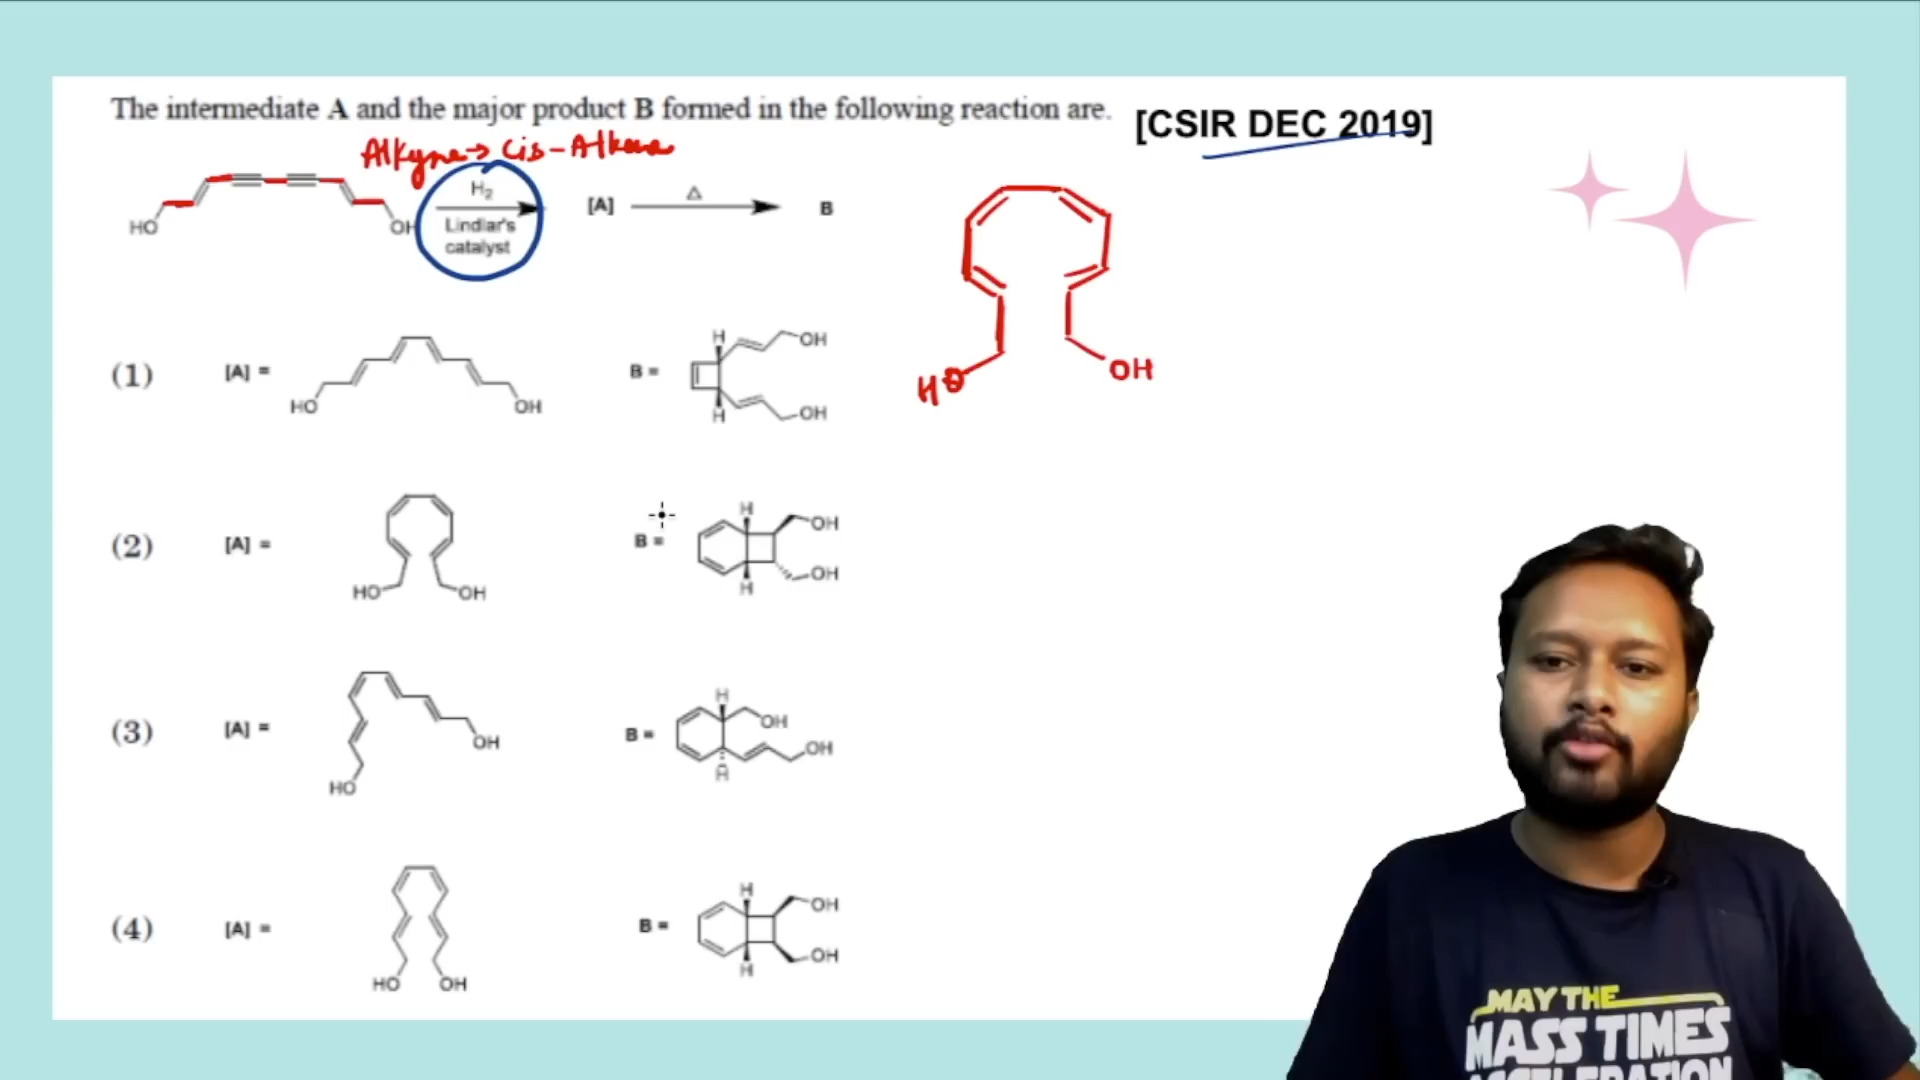 The intermediate A and the major product B formed in the following reaction are.
[CSIR DEC 2019]
Alkyne → Cis-Alkene
HO
OH
H2
Lindlar's
catalyst
[A]
Δ
B
HO
OH
(1)
[A] =
HO
OH
B =
H
OH
H
OH
(2)
[A] =
HO
OH
B =
H
OH
H
OH
(3)
[A] =
OH
HO
B =
H
OH
OH
H
(4)
[A] =
HO
OH
B =
H
OH
H
OH
MAY THE
MASS TIMES
ACCELERATION